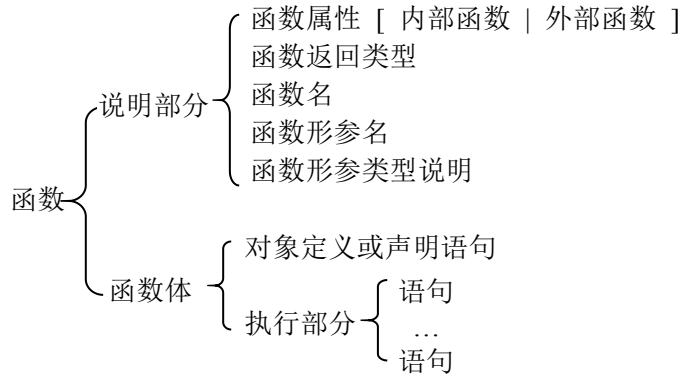 函数属性 [ 内部函数 | 外部函数 ]
函数返回类型
函数名
说明部分
函数形参名
函数形参类型说明
函数
对象定义或声明语句
函数体
语句
执行部分
…
语句